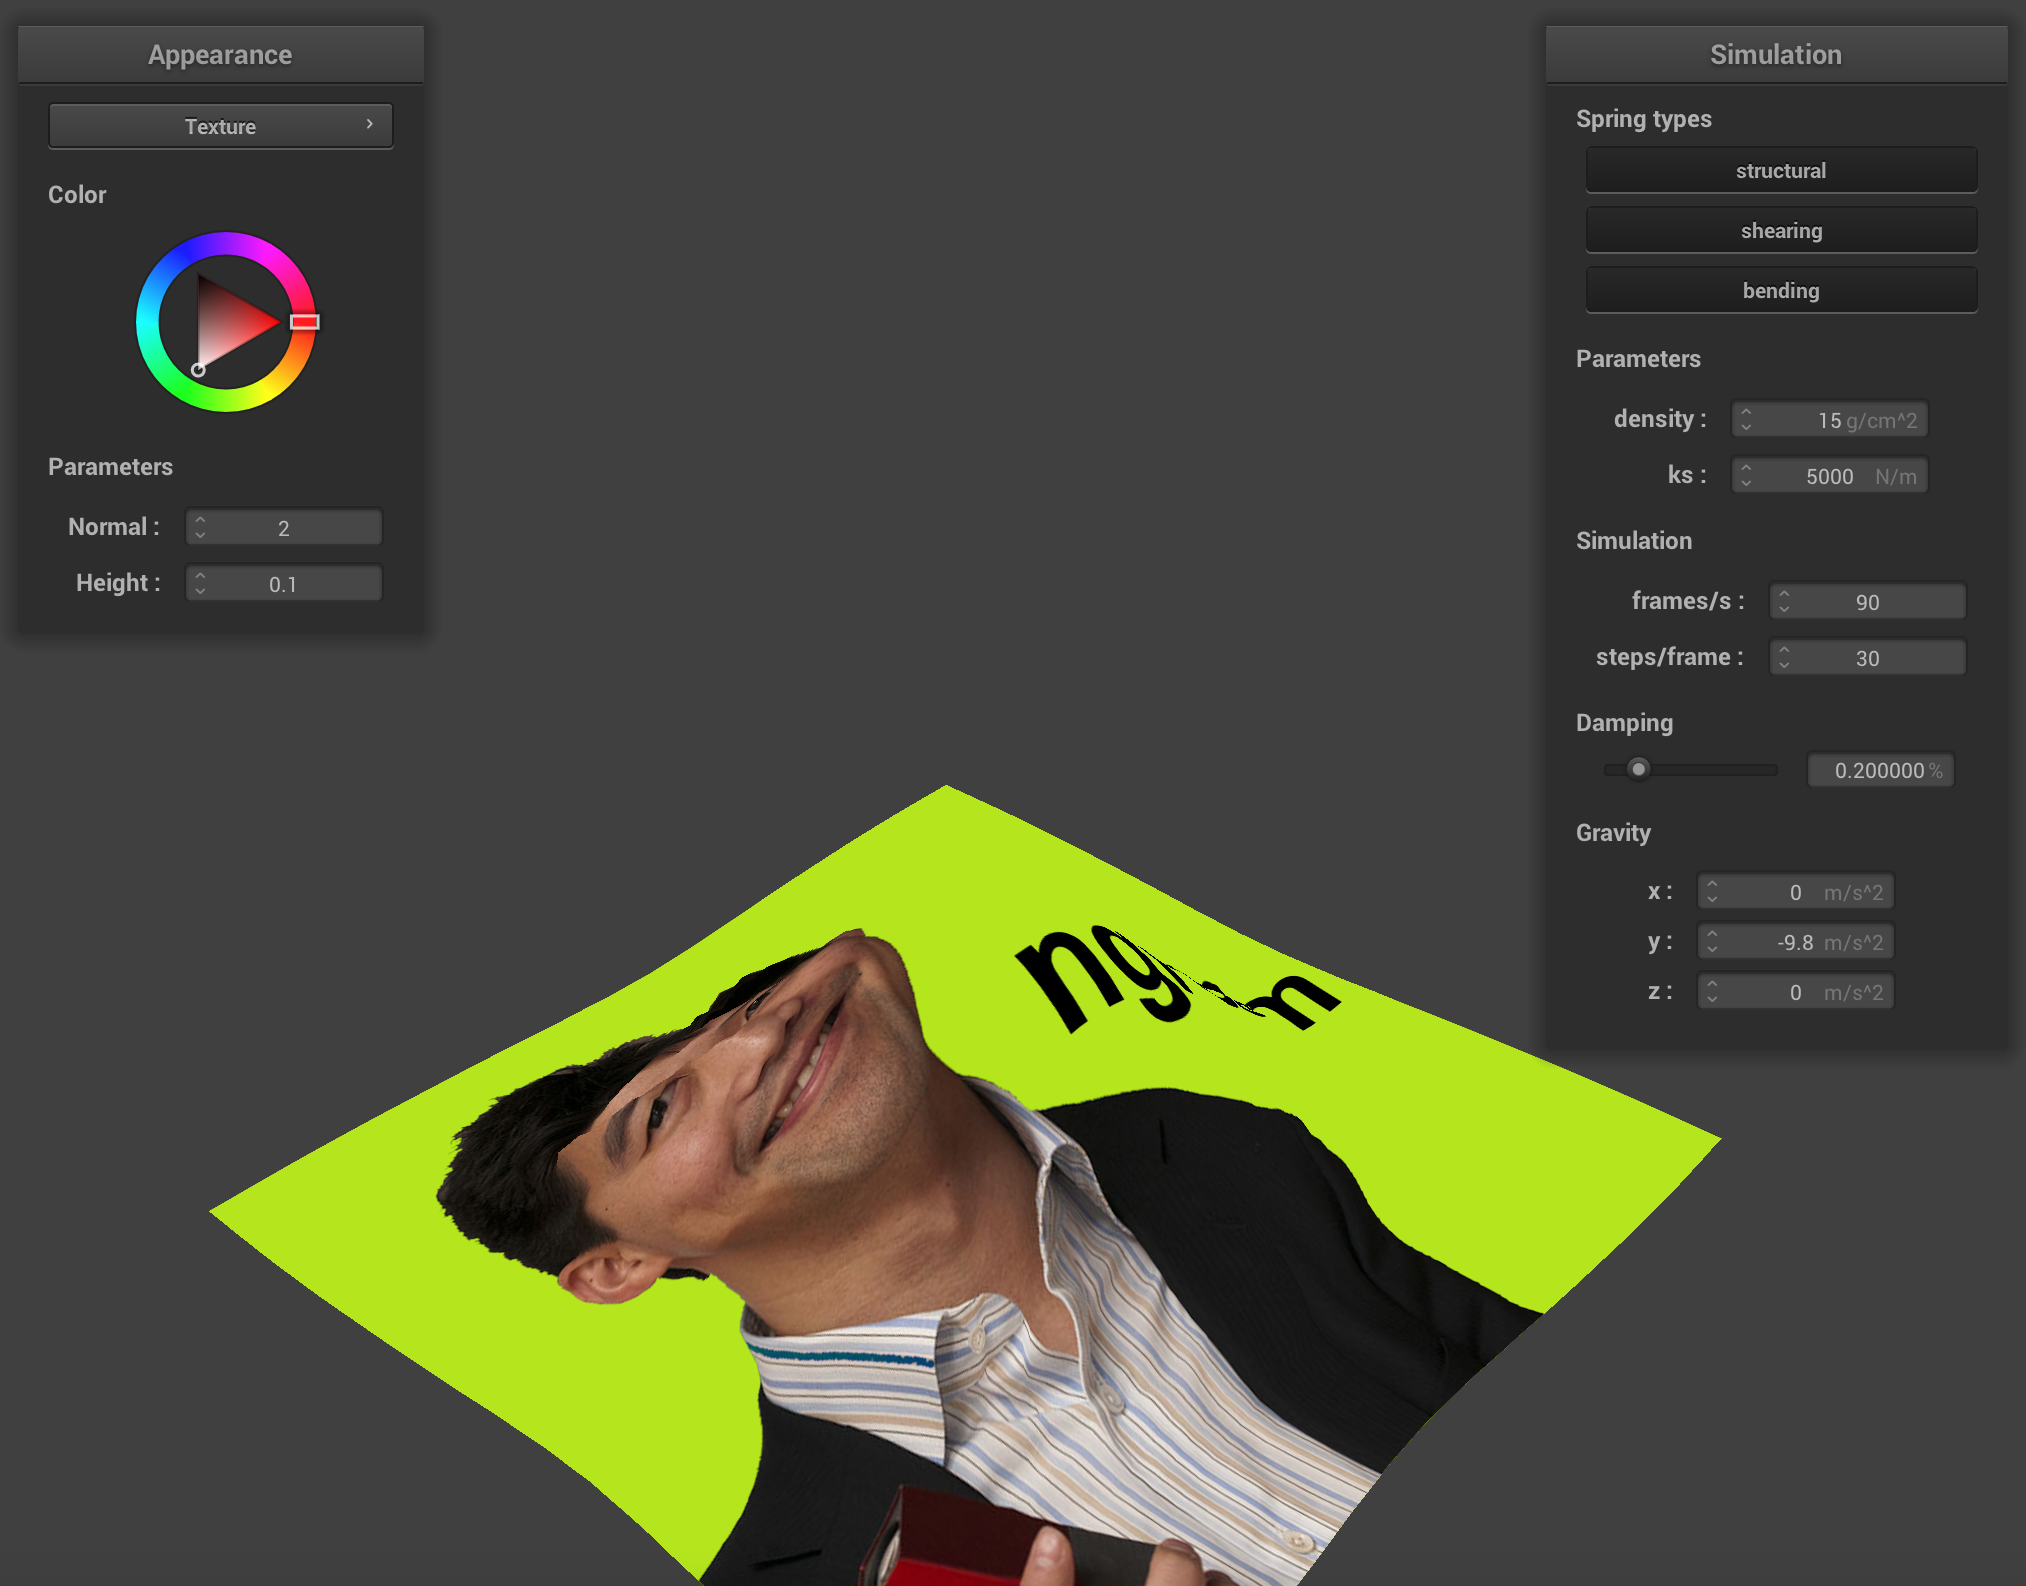 Appearance
Texture
Color
Parameters
Normal : 2
Height : 0.1
Simulation
Spring types
structural
shearing
bending
Parameters
density : 15 g/cm^2
ks : 5000 N/m
Simulation
frames/s : 90
steps/frame : 30
Damping
0.200000 %
Gravity
x : 0 m/s^2
y : -9.8 m/s^2
z : 0 m/s^2